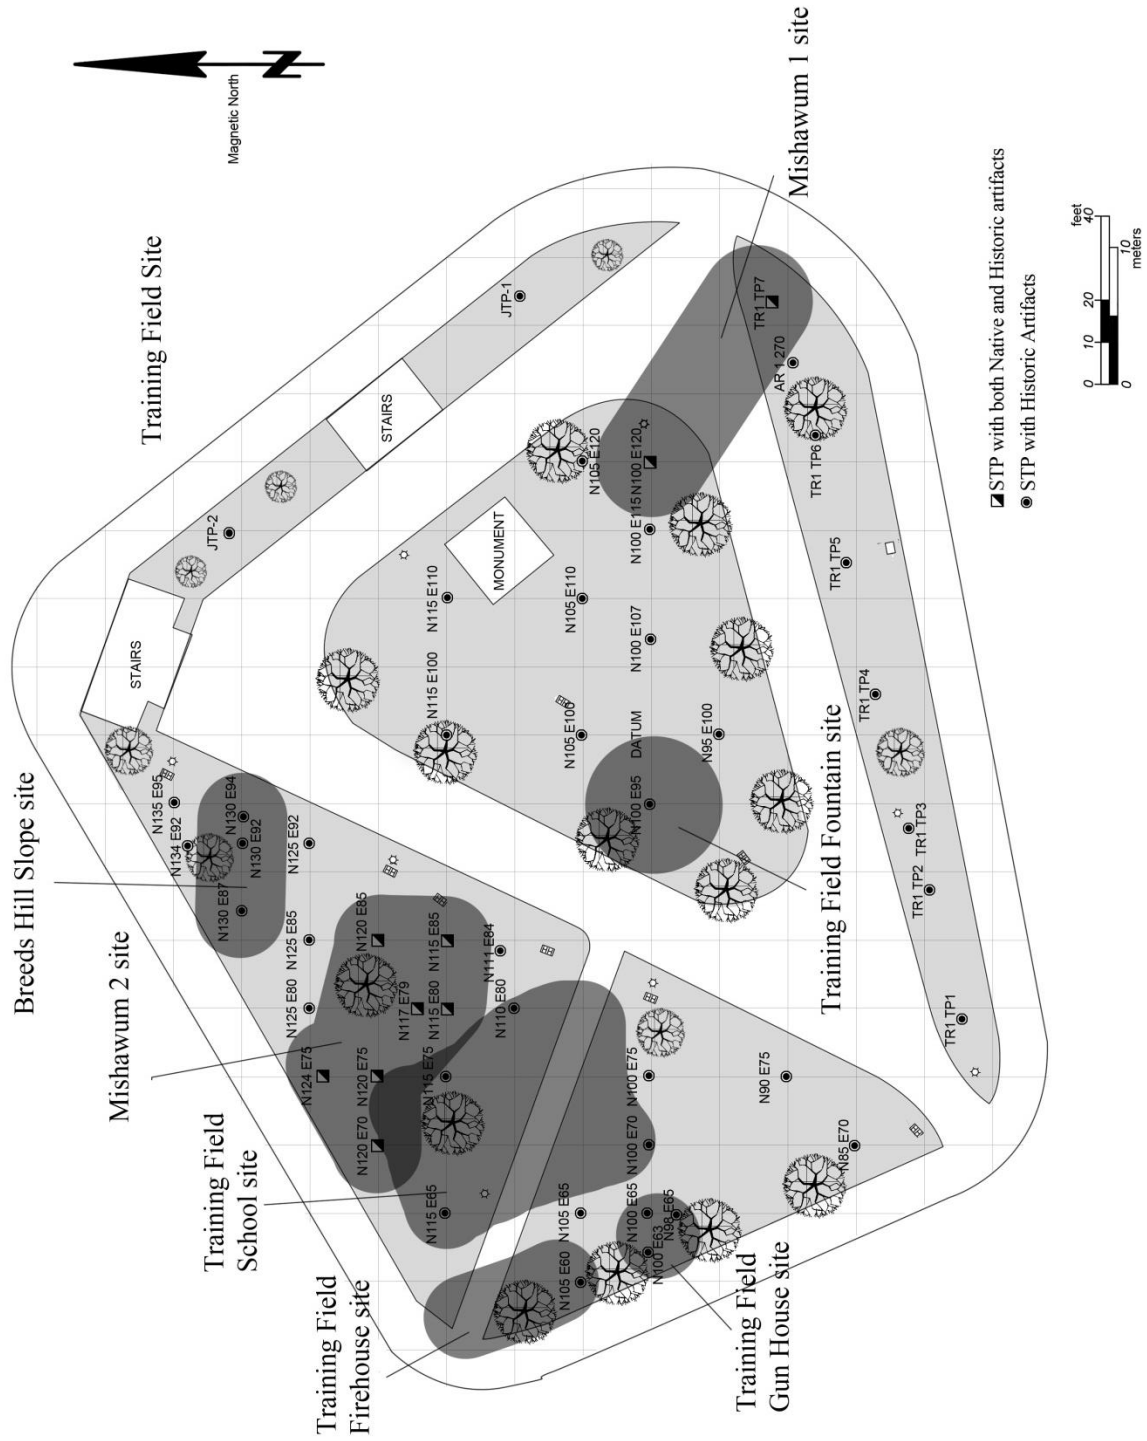 Magnetic North
N
Training Field Site
Mishawum 1 site
Breeds Hill Slope site
Mishawum 2 site
Training Field
School site
Training Field
Firehouse site
Training Field
Gun House site
Training Field Fountain site
STAIRS
STAIRS
MONUMENT
JTP-1
JTP-2
N135 E95
N134 E92
N130 E94
N130 E92
N130 E87
N125 E92
N125 E85
N125 E80
N124 E75
N120 E85
N120 E75
N120 E70
N117 E79
N115 E85
N115 E80
N115 E75
N115 E65
N111 E84
N110 E80
N115 E110
N115 E100
N105 E120
N105 E110
N105 E100
N100 E120
N100 E115
N100 E107
DATUM
N100 E95
N95 E100
N105 E65
N105 E60
N100 E75
N100 E70
N100 E65
N100 E63
N98 E65
N90 E75
N85 E70
TR1 TP7
AR 1 270
TR1 TP6
TR1 TP5
TR1 TP4
TR1 TP3
TR1 TP2
TR1 TP1
STP with both Native and Historic artifacts
STP with Historic Artifacts
0 10 20 40 feet
0 10 meters